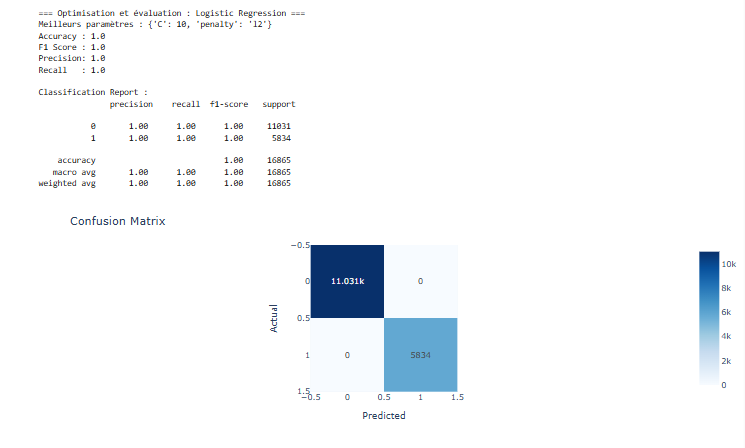 === Optimisation et évaluation : Logistic Regression ===
Meilleurs paramètres : {'C': 10, 'penalty': 'l2'}
Accuracy : 1.0
F1 Score : 1.0
Precision: 1.0
Recall : 1.0
Classification Report :
precision recall f1-score support
0 1.00 1.00 1.00 11031
1 1.00 1.00 1.00 5834
accuracy 1.00 16865
macro avg 1.00 1.00 1.00 16865
weighted avg 1.00 1.00 1.00 16865
Confusion Matrix
−0.5
0 11.031k 0
0.5
1 0 5834
1.5
Actual
−0.5 0 0.5 1 1.5
Predicted
10k
8k
6k
4k
2k
0